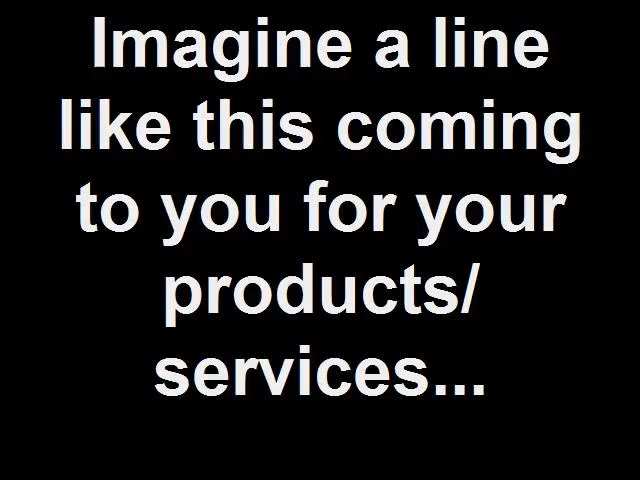 Imagine a line
like this coming
to you for your
products/
services...